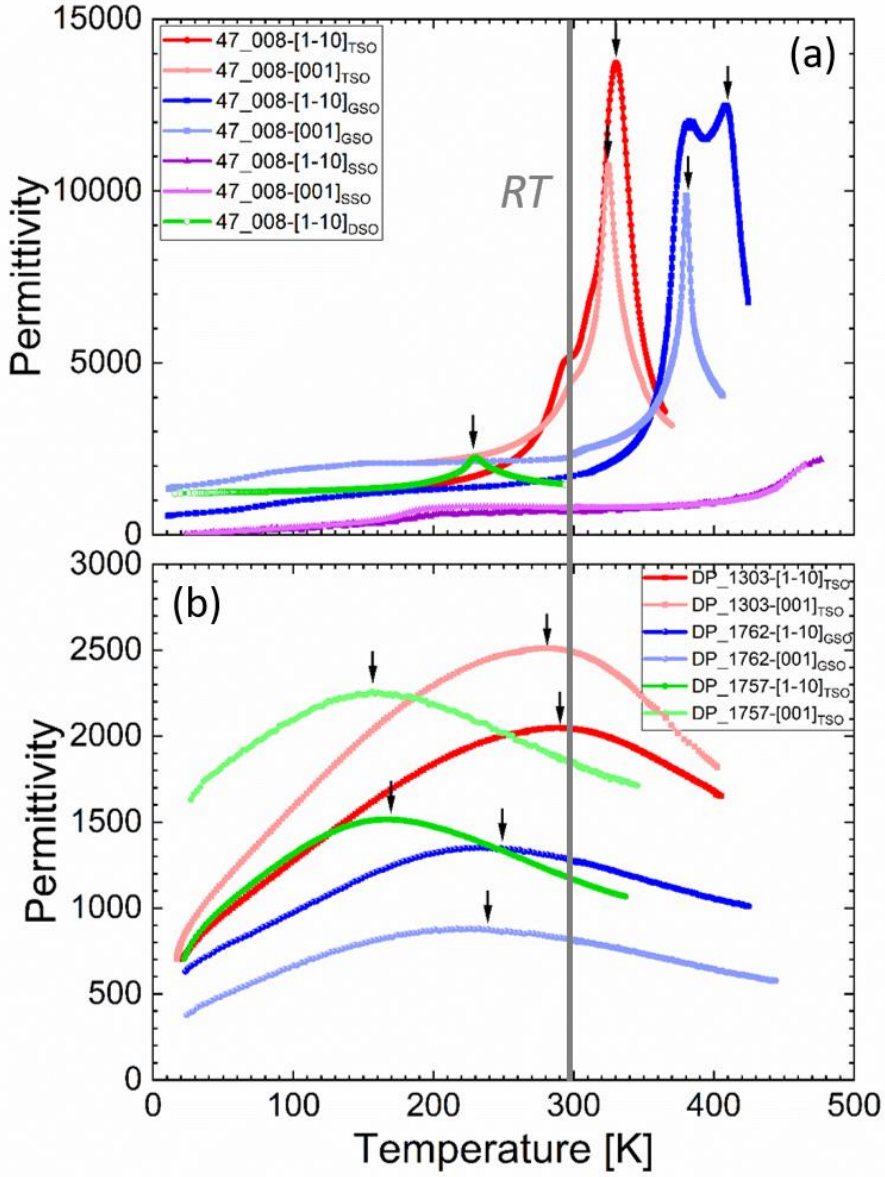 15000
(a)
47_008-[1-10]TSO
47_008-[001]TSO
47_008-[1-10]GSO
47_008-[001]GSO
47_008-[1-10]SSO
47_008-[001]SSO
47_008-[1-10]DSO
10000
RT
5000
0
Permittivity
3000
(b)
DP_1303-[1-10]TSO
DP_1303-[001]TSO
DP_1762-[1-10]GSO
DP_1762-[001]GSO
DP_1757-[1-10]TSO
DP_1757-[001]TSO
2500
2000
1500
1000
500
0
Permittivity
0 100 200 300 400 500
Temperature [K]